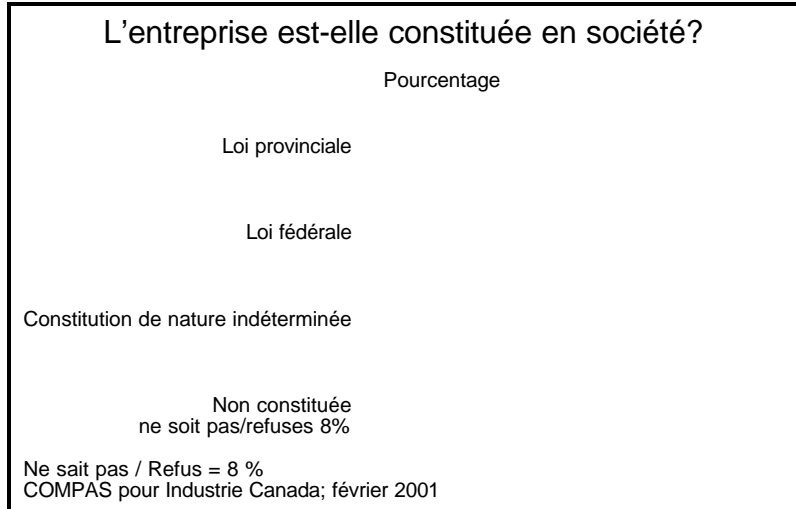 L'entreprise est-elle constituée en société?
Pourcentage
Loi provinciale
Loi fédérale
Constitution de nature indéterminée
Non constituée
ne soit pas/refuses 8%
Ne sait pas / Refus = 8 %
COMPAS pour Industrie Canada; février 2001